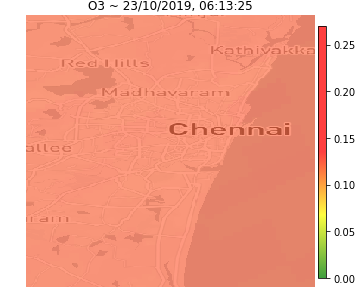 O3 ~ 23/10/2019, 06:13:25
Kathivakka
Red Hills
Madhavaram
Chennai
allee
ram
0.25
0.20
0.15
0.10
0.05
0.00